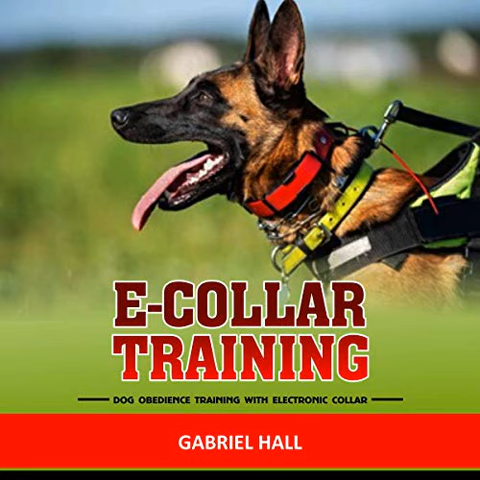 E-COLLAR
TRAINING
DOG OBEDIENCE TRAINING WITH ELECTRONIC COLLAR
GABRIEL HALL